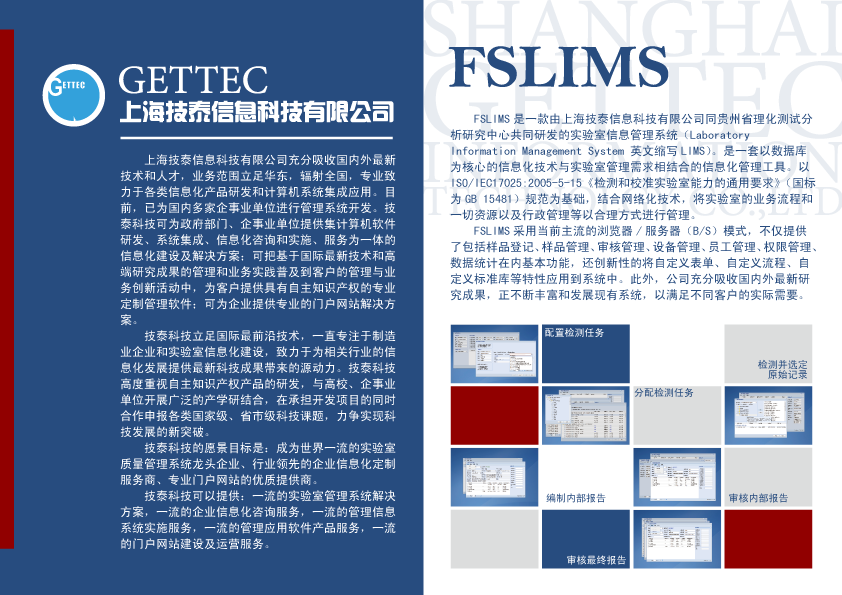 GETTEC
GETTEC
上海技泰信息科技有限公司
上海技泰信息科技有限公司充分吸收国内外最新
技术和人才，业务范围立足华东，辐射全国，专业致
力于各类信息化产品研发和计算机系统集成应用。目
前，已为国内多家企事业单位进行管理系统开发。技
泰科技可为政府部门、企事业单位提供集计算机软件
研发、系统集成、信息化咨询和实施、服务为一体的
信息化建设及解决方案；可把基于国际最新技术和高
端研究成果的管理和业务实践普及到客户的管理与业
务创新活动中，为客户提供具有自主知识产权的专业
定制管理软件；可为企业提供专业的门户网站解决方
案。
技泰科技立足国际最前沿技术，一直专注于制造
业企业和实验室信息化建设，致力于为相关行业的信
息化发展提供最新科技成果带来的源动力。技泰科技
高度重视自主知识产权产品的研发，与高校、企事业
单位开展广泛的产学研结合，在承担开发项目的同时
合作申报各类国家级、省市级科技课题，力争实现科
技发展的新突破。
技泰科技的愿景目标是：成为世界一流的实验室
质量管理系统龙头企业、行业领先的企业信息化定制
服务商、专业门户网站的优质提供商。
技泰科技可以提供：一流的实验室管理系统解决
方案，一流的企业信息化咨询服务，一流的管理信息
系统实施服务，一流的管理应用软件产品服务，一流
的门户网站建设及运营服务。
SHANGHAI
GETTEC
INFORMATION
CO.,LTD
FSLIMS
FSLIMS 是一款由上海技泰信息科技有限公司同贵州省理化测试分
析研究中心共同研发的实验室信息管理系统（Laboratory
Information Management System 英文缩写 LIMS）。是一套以数据库
为核心的信息化技术与实验室管理需求相结合的信息化管理工具。以
ISO/IEC17025:2005-5-15《检测和校准实验室能力的通用要求》（国标
为 GB 15481）规范为基础，结合网络化技术，将实验室的业务流程和
一切资源以及行政管理等以合理方式进行管理。
FSLIMS 采用当前主流的浏览器 / 服务器（B/S）模式，不仅提供
了包括样品登记、样品管理、审核管理、设备管理、员工管理、权限管理、
数据统计在内基本功能，还创新性的将自定义表单、自定义流程、自
定义标准库等特性应用到系统中。此外，公司充分吸收国内外最新研
究成果，正不断丰富和发展现有系统，以满足不同客户的实际需要。
配置检测任务
检测并选定
原始记录
分配检测任务
编制内部报告
审核内部报告
审核最终报告